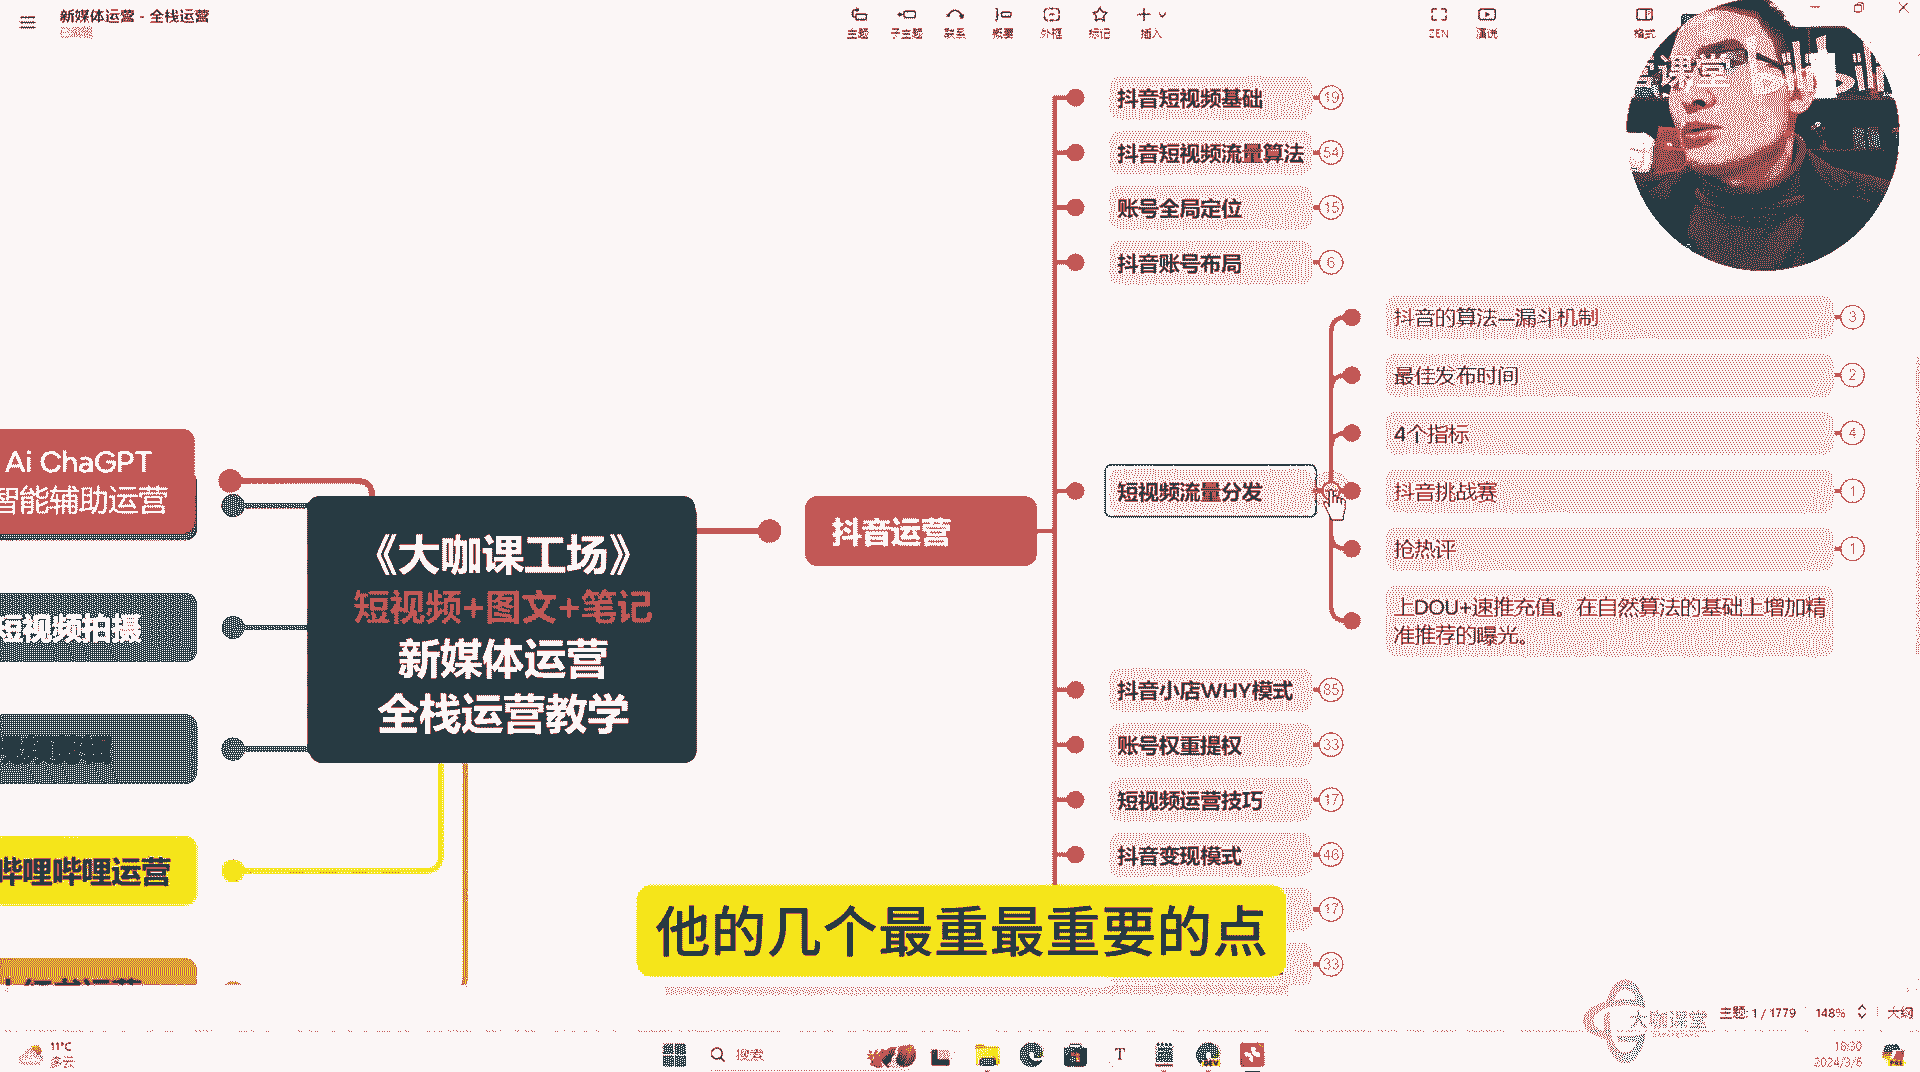 新媒体运营 - 全栈运营
已编辑
主题
子主题
联系
概要
外框
标记
插入
ZEN
演说
格式
课堂
bilibili
抖音短视频基础
19
抖音短视频流量算法
54
账号全局定位
15
抖音账号布局
6
抖音的算法—漏斗机制
3
最佳发布时间
2
4个指标
4
短视频流量分发
抖音挑战赛
1
抢热评
1
上DOU+速推充值。在自然算法的基础上增加精
准推荐的曝光。
Ai ChaGPT
智能辅助运营
《大咖课工场》
短视频+图文+笔记
新媒体运营
全栈运营教学
抖音运营
短视频拍摄
哔哩哔哩运营
抖音小店WHY模式
85
账号权重提权
33
短视频运营技巧
17
抖音变现模式
46
17
33
他的几个最重最重要的点
大咖课堂
主题: 1 / 1779
148%
大纲
11°C
多云
搜索
18:30
2024/3/6